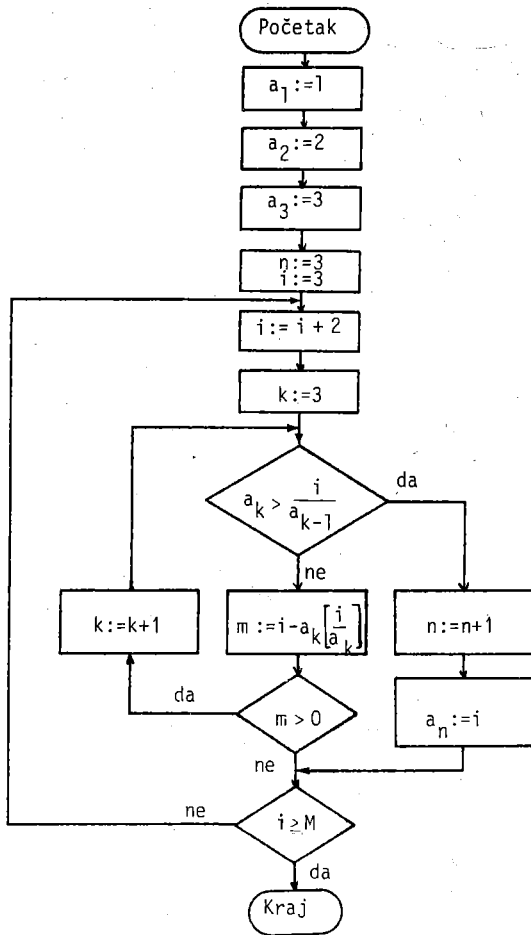 Početak
a₁:=1
a₂:=2
a₃:=3
n:=3
i:=3
i:= i + 2
k:=3
aₖ > i/aₖ₋₁
da
ne
k:=k+1
m:=i-aₖ[i/aₖ]
n:=n+1
da
m > 0
aₙ:=i
ne
ne
i≥M
da
Kraj